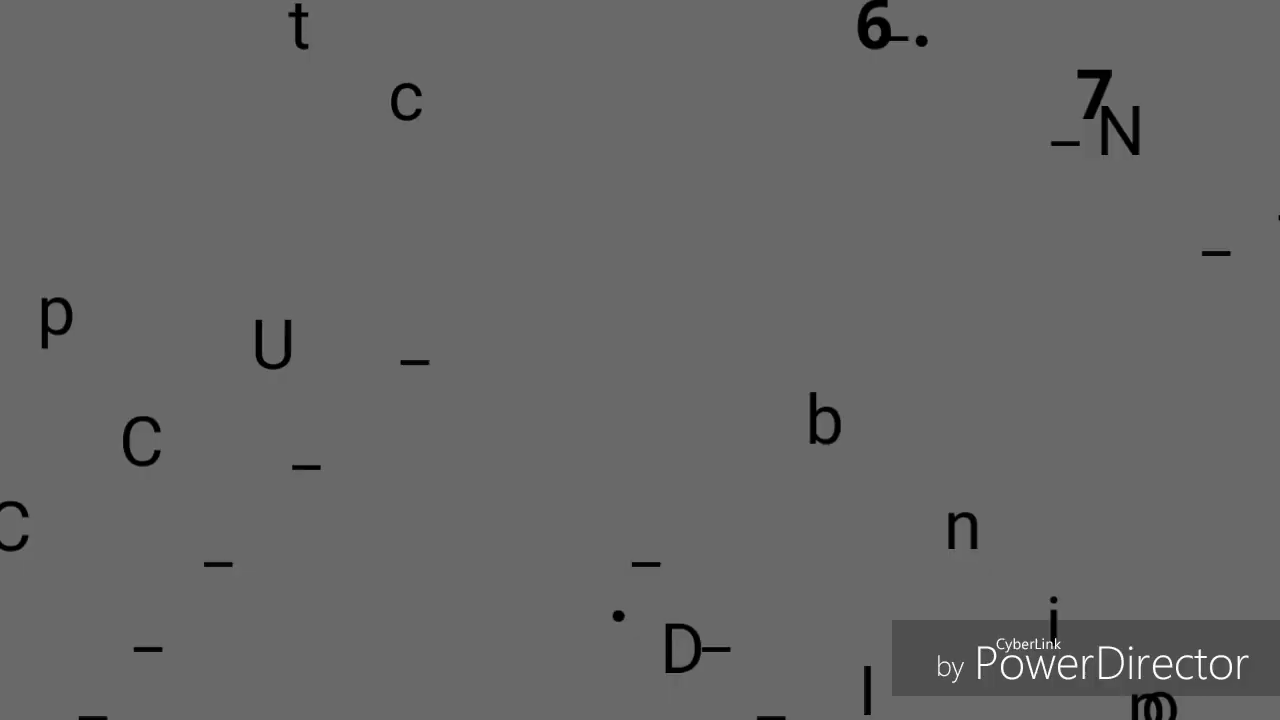 t
6 – .
c
7
– N
–
p
U –
b
C –
C
n
– –
.
i
D –
CyberLink
by PowerDirector
–
l
p o
– –